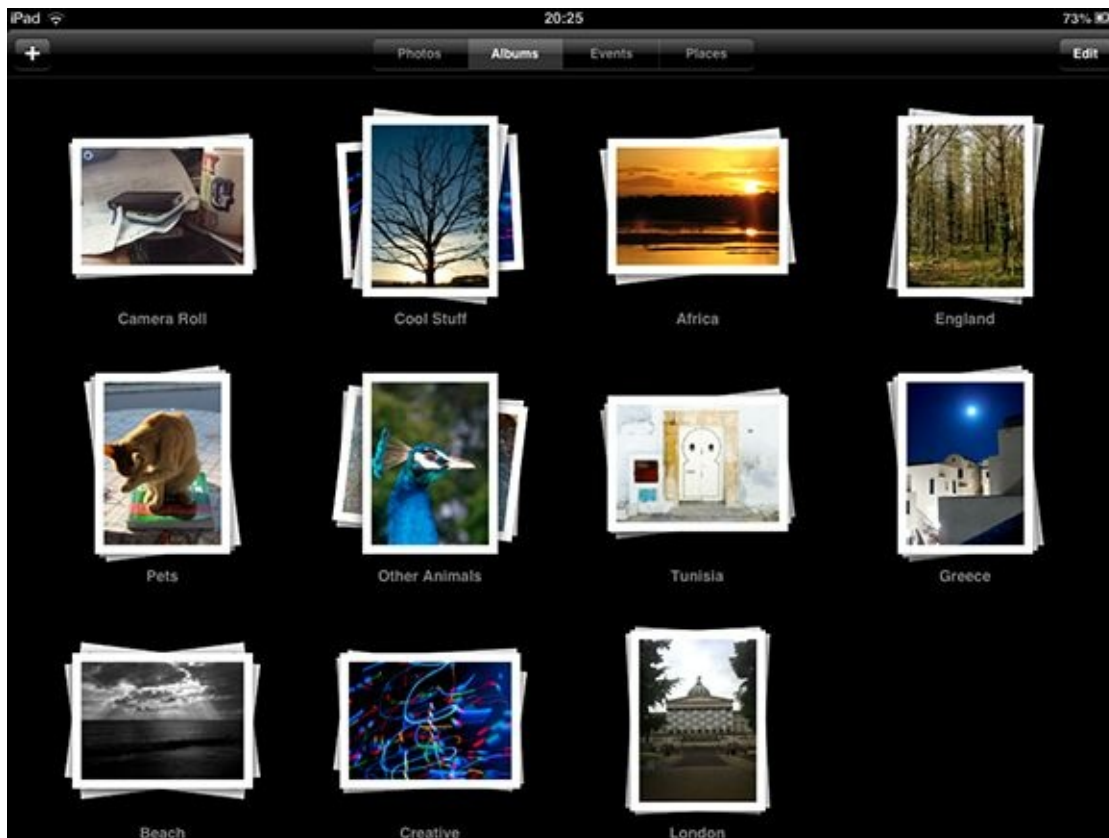 iPad 20:25 73%
+ Photos Albums Events Places Edit
Camera Roll Cool Stuff Africa England
Pets Other Animals Tunisia Greece
Beach Creative London